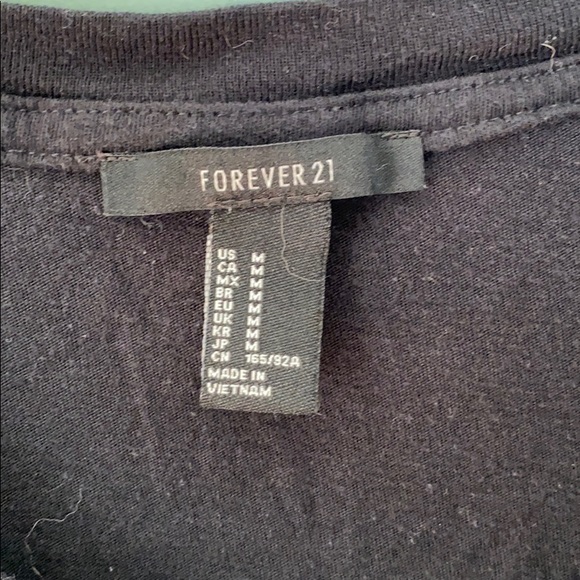 FOREVER 21
US M
CA M
MX M
BR M
EU M
UK M
KR M
JP M
CN 165/92A
MADE IN
VIETNAM